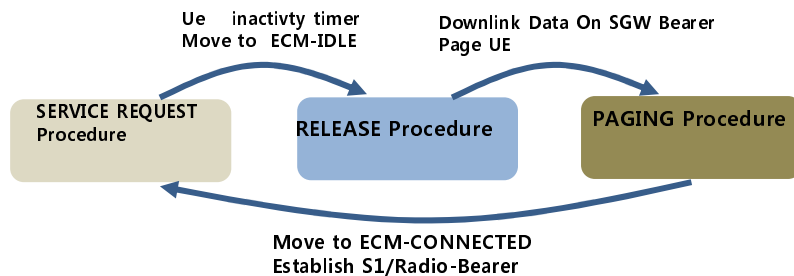 Ue inactivty timer
Move to ECM-IDLE
Downlink Data On SGW Bearer
Page UE
SERVICE REQUEST
Procedure
RELEASE Procedure
PAGING Procedure
Move to ECM-CONNECTED
Establish S1/Radio-Bearer